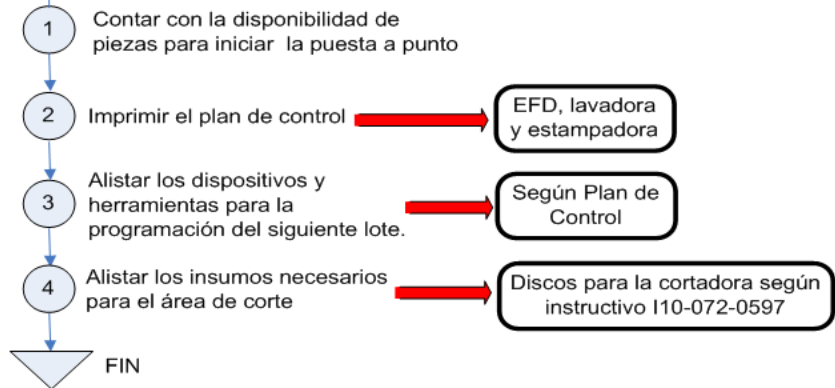 1
Contar con la disponibilidad de
piezas para iniciar la puesta a punto
2
Imprimir el plan de control
EFD, lavadora
y estampadora
3
Alistar los dispositivos y
herramientas para la
programación del siguiente lote.
Según Plan de
Control
4
Alistar los insumos necesarios
para el área de corte
Discos para la cortadora según
instructivo I10-072-0597
FIN